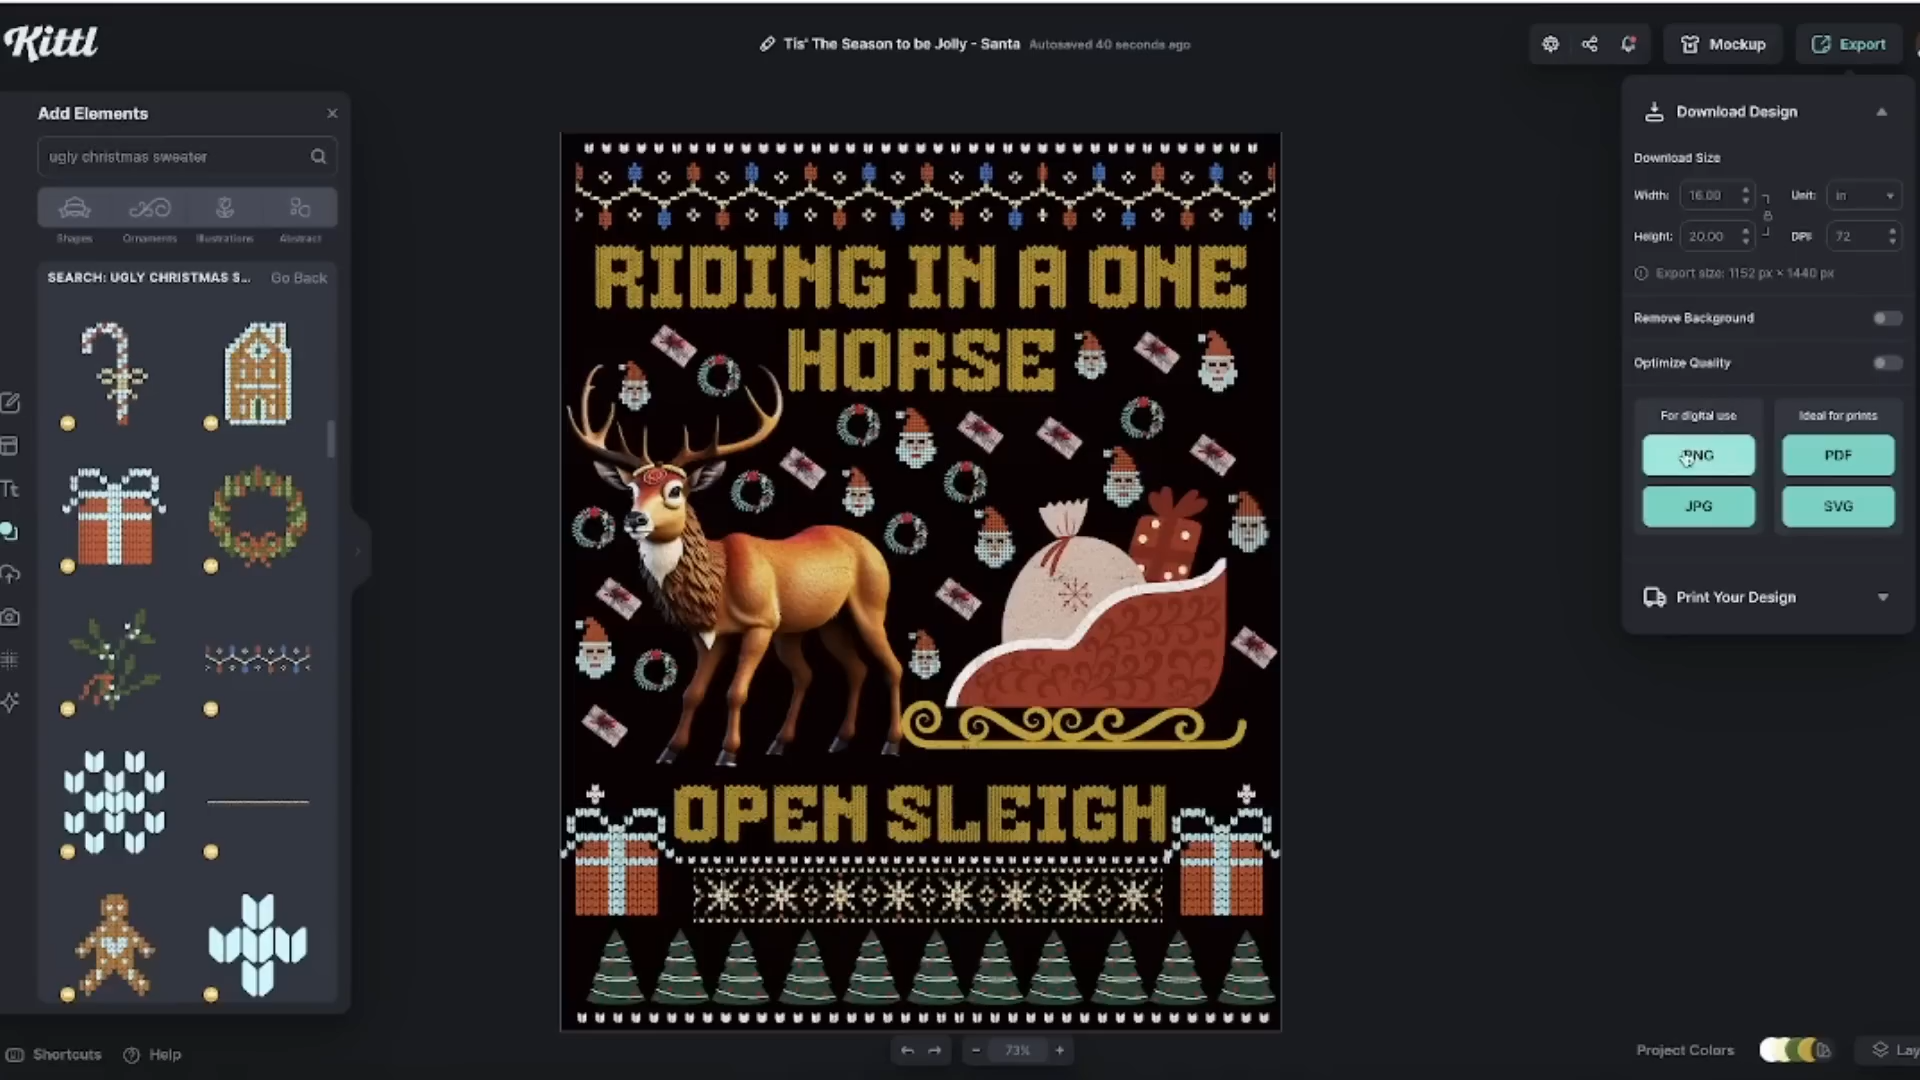 Kittl
Tis' The Season to be Jolly - Santa Autosaved 40 seconds ago
Mockup
Export
Add Elements
ugly christmas sweater
Shapes Ornaments Illustrations Abstract
SEARCH: UGLY CHRISTMAS S... Go Back
Tt
RIDING IN A ONE
HORSE
OPEN SLEIGH
Download Design
Download Size
Width: 16.00 Unit: in
Height: 20.00 DPI: 72
Export size: 1152 px × 1440 px
Remove Background
Optimize Quality
For digital use Ideal for prints
PNG PDF
JPG SVG
Print Your Design
Shortcuts Help
73%
Project Colors
Lay